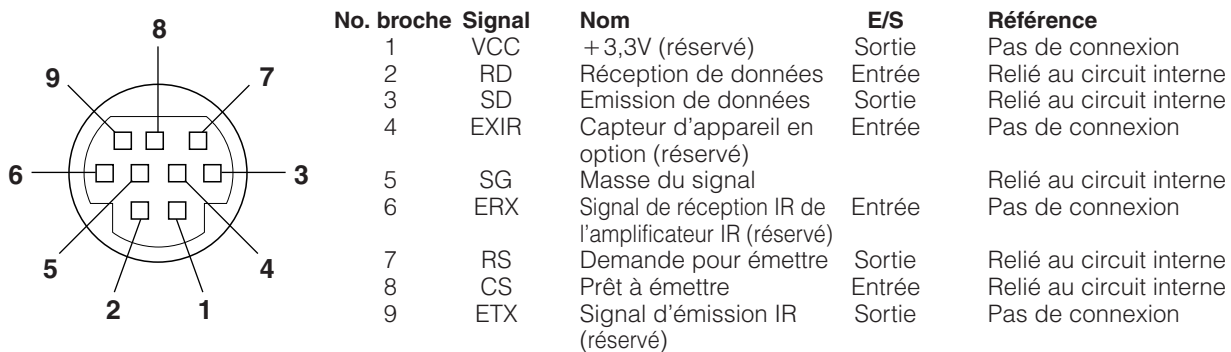 8
9
7
6
3
5
4
2
1
No. broche Signal Nom E/S Référence
1 VCC +3,3V (réservé) Sortie Pas de connexion
2 RD Réception de données Entrée Relié au circuit interne
3 SD Emission de données Sortie Relié au circuit interne
4 EXIR Capteur d'appareil en Entrée Pas de connexion
option (réservé)
5 SG Masse du signal Relié au circuit interne
6 ERX Signal de réception IR de Entrée Pas de connexion
l'amplificateur IR (réservé)
7 RS Demande pour émettre Sortie Relié au circuit interne
8 CS Prêt à émettre Entrée Relié au circuit interne
9 ETX Signal d'émission IR Sortie Pas de connexion
(réservé)